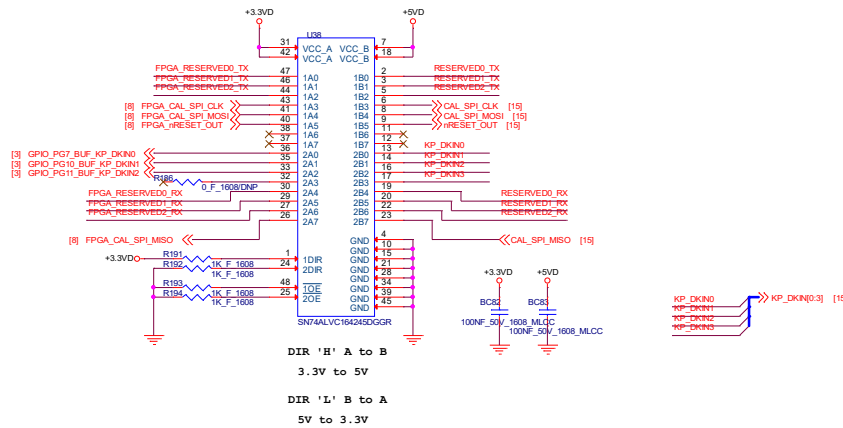 +3.3VD
+5VD
U38
31 VCC_A VCC_B 7
42 VCC_A VCC_B 18
FPGA_RESERVED0_TX 47 1A0 1B0 2 RESERVED0_TX
FPGA_RESERVED1_TX 46 1A1 1B1 3 RESERVED1_TX
FPGA_RESERVED2_TX 44 1A2 1B2 5 RESERVED2_TX
[8] FPGA_CAL_SPI_CLK 43 1A3 1B3 6 CAL_SPI_CLK [15]
[8] FPGA_CAL_SPI_MOSI 41 1A4 1B4 8 CAL_SPI_MOSI [15]
[8] FPGA_nRESET_OUT 40 1A5 1B5 9 nRESET_OUT [15]
38 1A6 1B6 11
37 1A7 1B7 12
[3] GPIO_PG7_BUF_KP_DKIN0 36 2A0 2B0 13 KP_DKIN0
[3] GPIO_PG10_BUF_KP_DKIN1 35 2A1 2B1 14 KP_DKIN1
[3] GPIO_PG11_BUF_KP_DKIN2 33 2A2 2B2 16 KP_DKIN2
R186 0_F_1608/DNP 32 2A3 2B3 17 KP_DKIN3
FPGA_RESERVED0_RX 30 2A4 2B4 19 RESERVED0_RX
FPGA_RESERVED1_RX 29 2A5 2B5 20 RESERVED1_RX
FPGA_RESERVED2_RX 27 2A6 2B6 22 RESERVED2_RX
26 2A7 2B7 23
[8] FPGA_CAL_SPI_MISO GND 4 CAL_SPI_MISO [15]
GND 10
+3.3VD R191 1K_F_1608 1 1DIR GND 15
R192 1K_F_1608 24 2DIR GND 21
GND 28
R193 1K_F_1608 48 1OE GND 34
R194 1K_F_1608 25 2OE GND 39
GND 45
SN74ALVC164245DGGR
+3.3VD
+5VD
BC82
100NF_50V_1608_MLCC
BC83
100NF_50V_1608_MLCC
KP_DKIN0
KP_DKIN1
KP_DKIN2
KP_DKIN3
KP_DKIN[0:3] [15
DIR 'H' A to B
3.3V to 5V
DIR 'L' B to A
5V to 3.3V